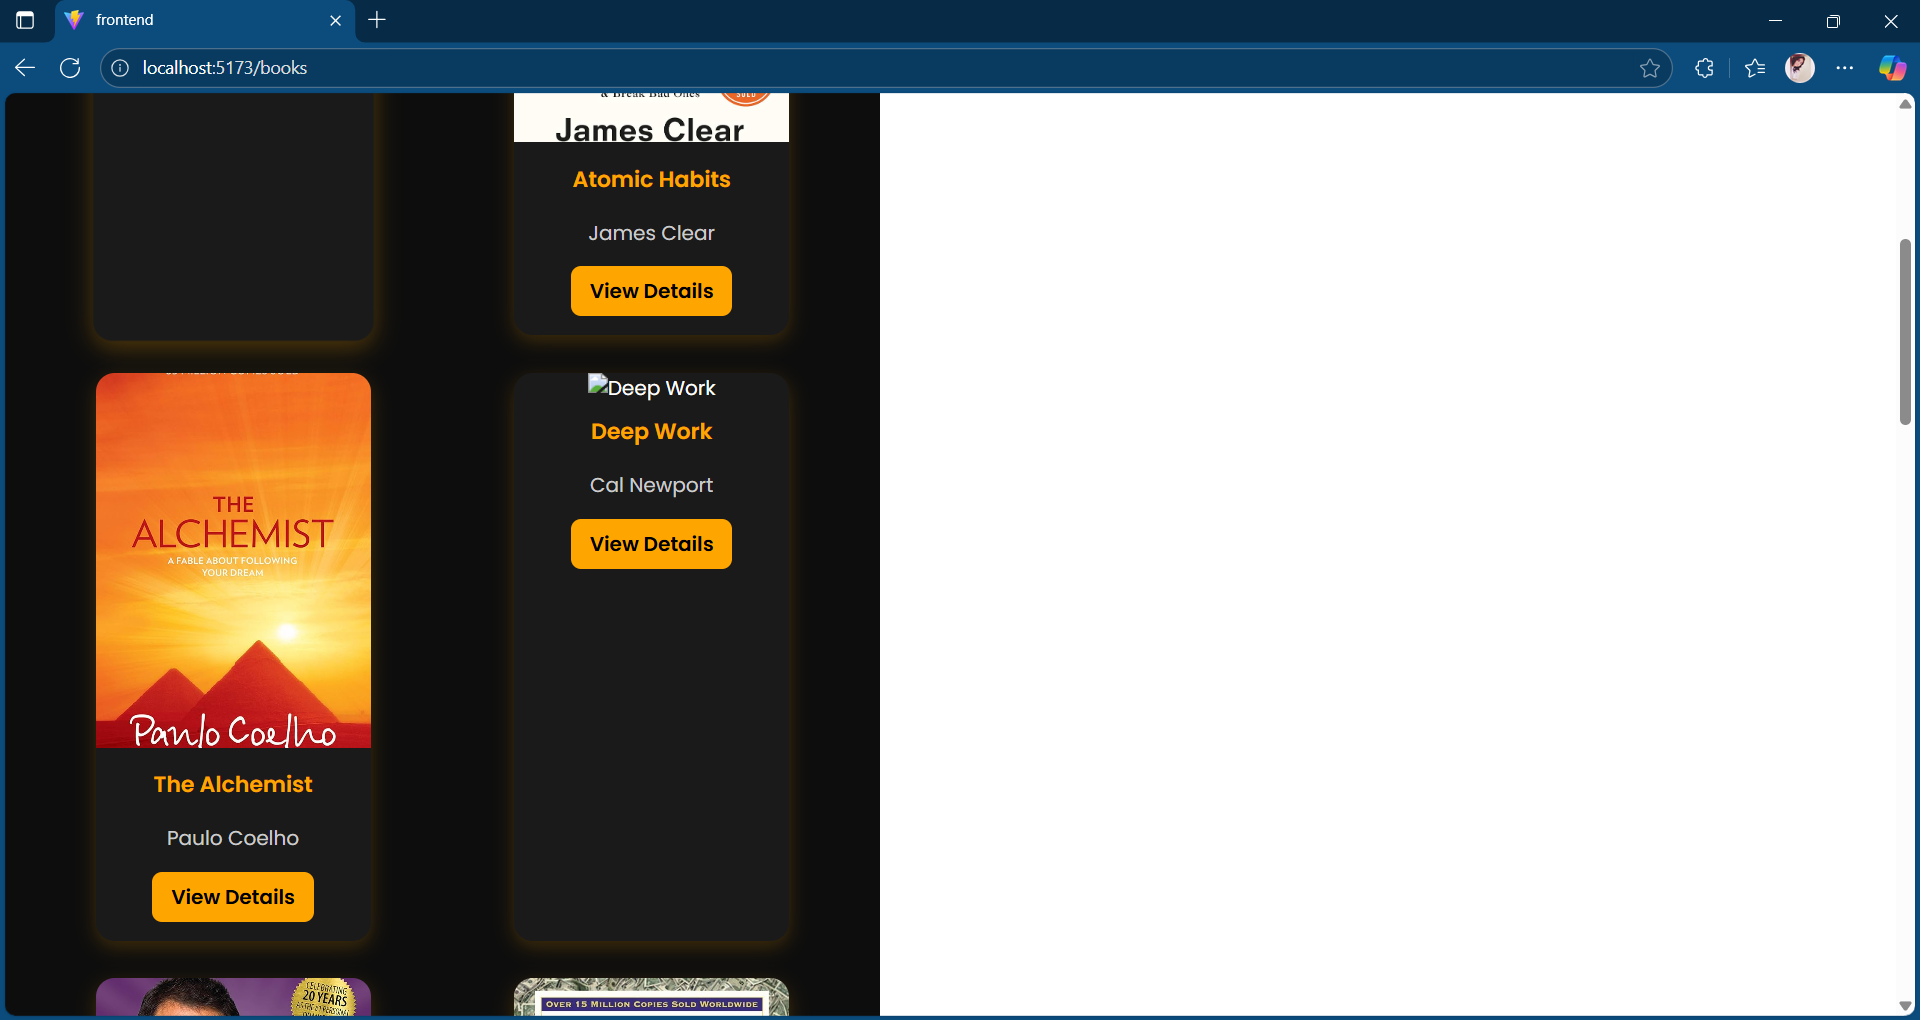 frontend
localhost:5173/books
& Break Bad Ones
SOLD
James Clear
Atomic Habits
James Clear
View Details
THE
ALCHEMIST
A FABLE ABOUT FOLLOWING
YOUR DREAM
Paulo Coelho
The Alchemist
Paulo Coelho
View Details
Deep Work
Deep Work
Cal Newport
View Details
CELEBRATING
20 YEARS
OVER 15 MILLION COPIES SOLD WORLDWIDE